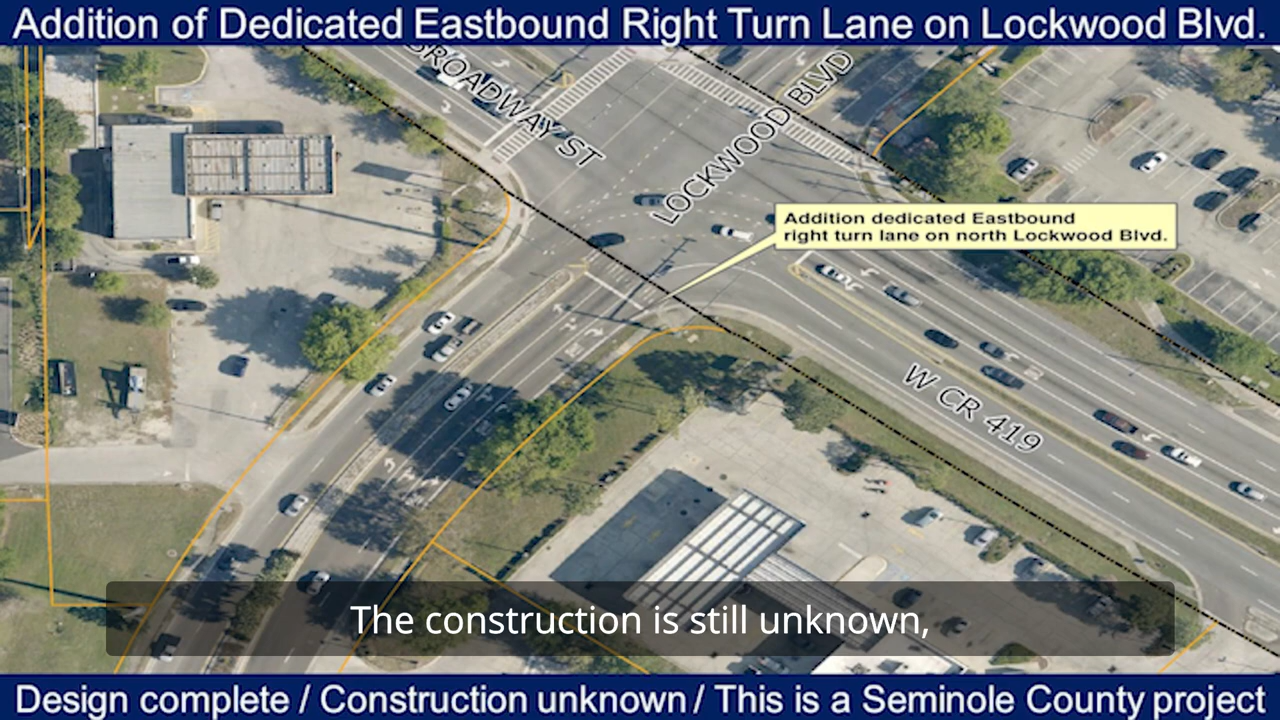 Addition of Dedicated Eastbound Right Turn Lane on Lockwood Blvd.
BROADWAY ST
LOCKWOOD BLVD
Addition dedicated Eastbound
right turn lane on north Lockwood Blvd.
W CR 419
The construction is still unknown,
Design complete / Construction unknown / This is a Seminole County project